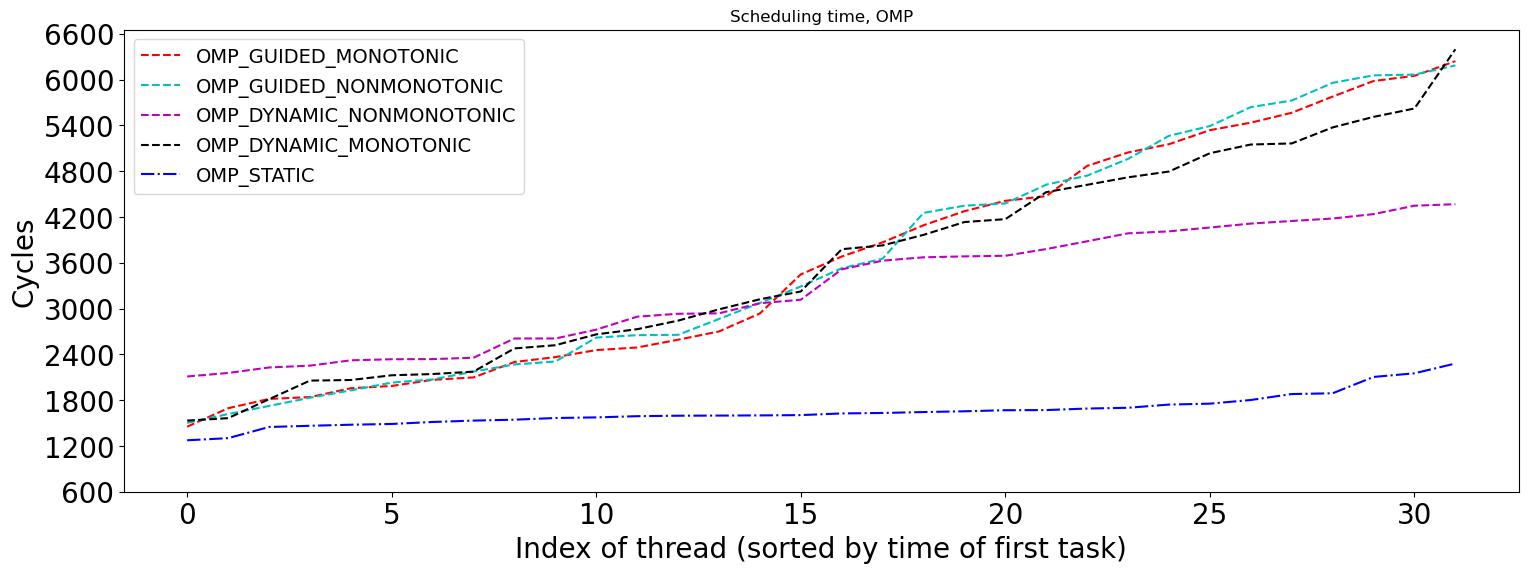 Scheduling time, OMP
6600
6000
5400
4800
4200
3600
3000
2400
1800
1200
600
Cycles
OMP_GUIDED_MONOTONIC
OMP_GUIDED_NONMONOTONIC
OMP_DYNAMIC_NONMONOTONIC
OMP_DYNAMIC_MONOTONIC
OMP_STATIC
0 5 10 15 20 25 30
Index of thread (sorted by time of first task)